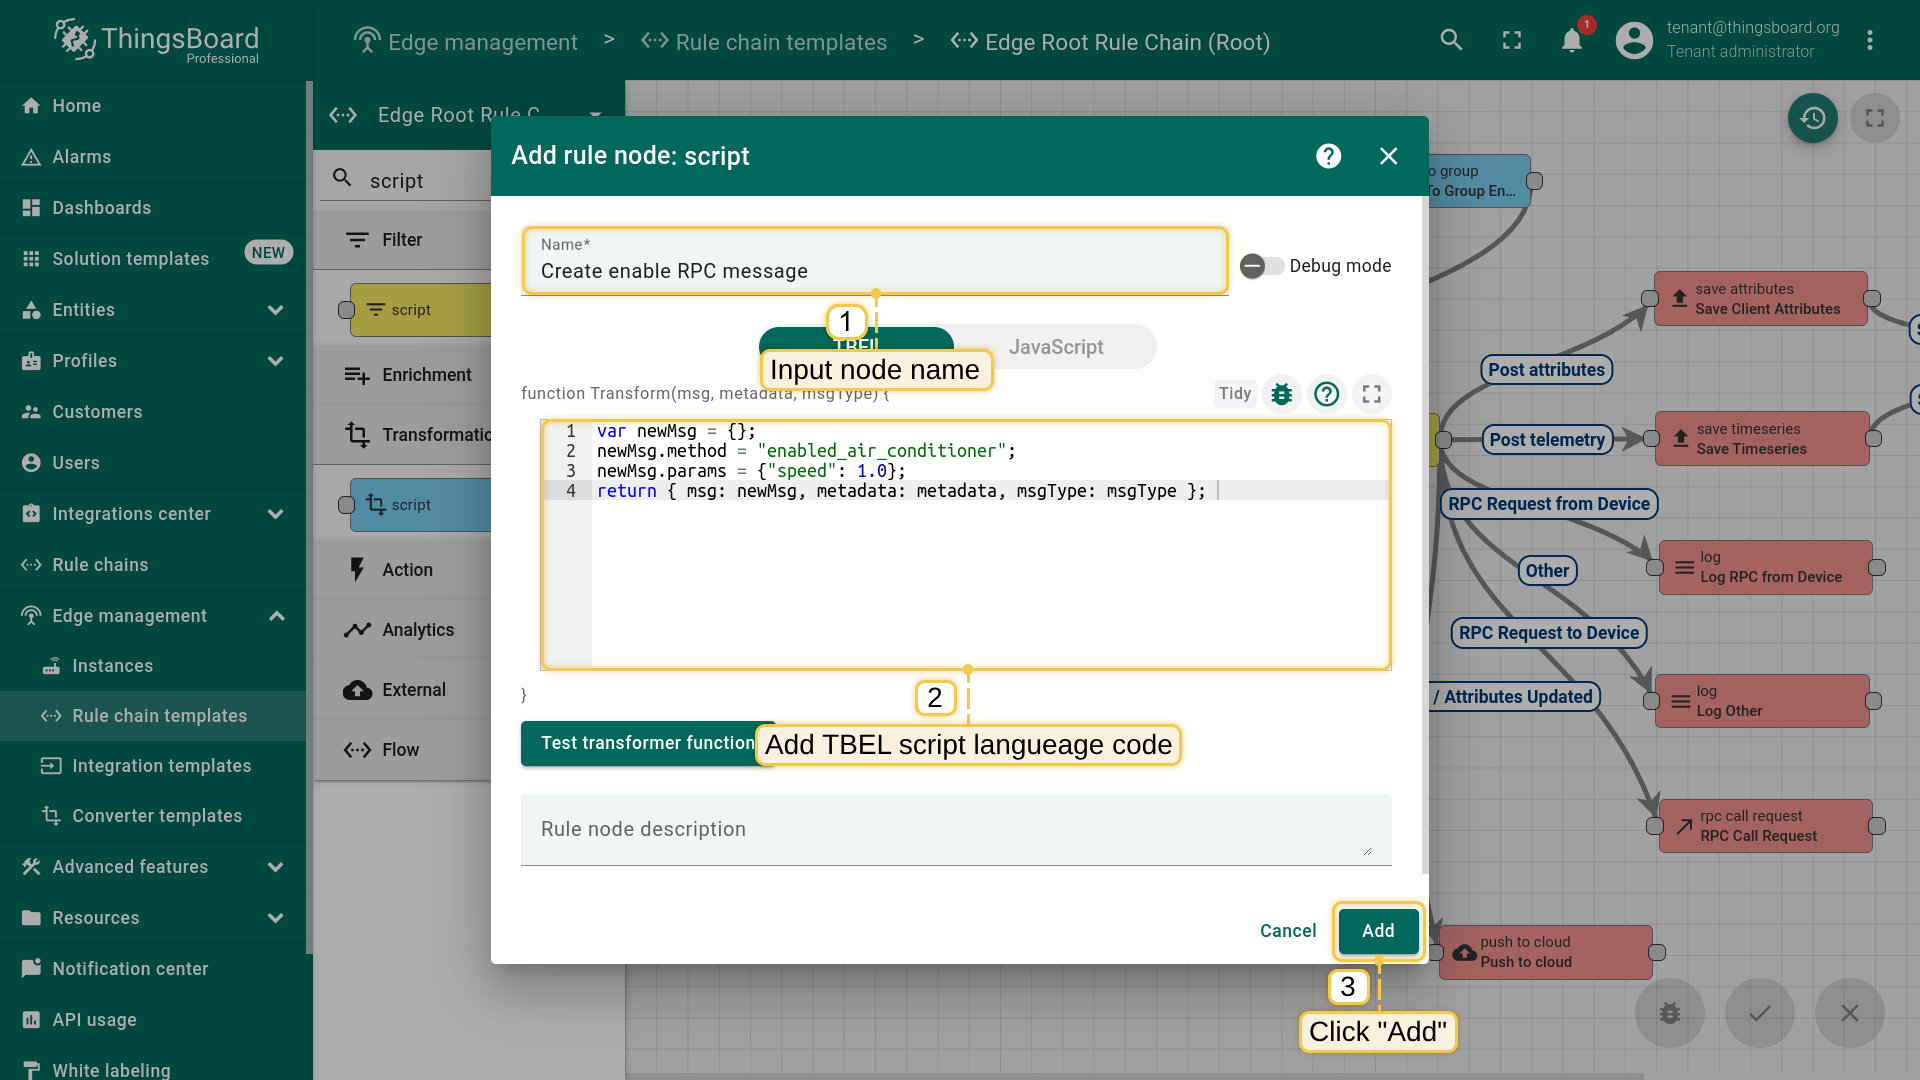 ThingsBoard
Professional
Edge management > Rule chain templates > Edge Root Rule Chain (Root)
1
tenant@thingsboard.org
Tenant administrator
Home
Alarms
Dashboards
Solution templates
NEW
Entities
Profiles
Customers
Users
Integrations center
Rule chains
Edge management
Instances
Rule chain templates
Integration templates
Converter templates
Advanced features
Resources
Notification center
API usage
White labeling
Edge Root Rule C
script
Filter
script
Enrichment
Transformatio
script
Action
Analytics
External
Flow
Add rule node: script
Name*
Create enable RPC message
Debug mode
1
TBEL
JavaScript
Input node name
function Transform(msg, metadata, msgType) {
Tidy
1 var newMsg = {};
2 newMsg.method = "enabled_air_conditioner";
3 newMsg.params = {"speed": 1.0};
4 return { msg: newMsg, metadata: metadata, msgType: msgType };
}
2
Test transformer function
Add TBEL script langueage code
Rule node description
Cancel
Add
3
Click "Add"
o group
To Group En...
save attributes
Save Client Attributes
Post attributes
save timeseries
Save Timeseries
Post telemetry
RPC Request from Device
log
Log RPC from Device
Other
RPC Request to Device
log
Log Other
/ Attributes Updated
rpc call request
RPC Call Request
push to cloud
Push to cloud